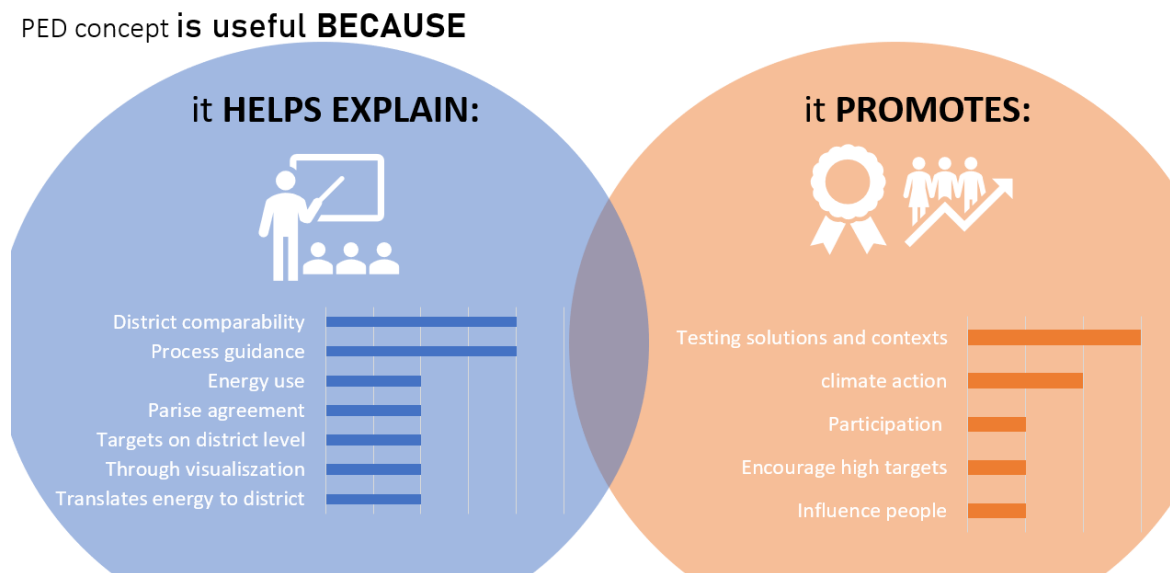 PED concept is useful BECAUSE
it HELPS EXPLAIN:
District comparability
Process guidance
Energy use
Parise agreement
Targets on district level
Through visualiszation
Translates energy to district
it PROMOTES:
Testing solutions and contexts
climate action
Participation
Encourage high targets
Influence people